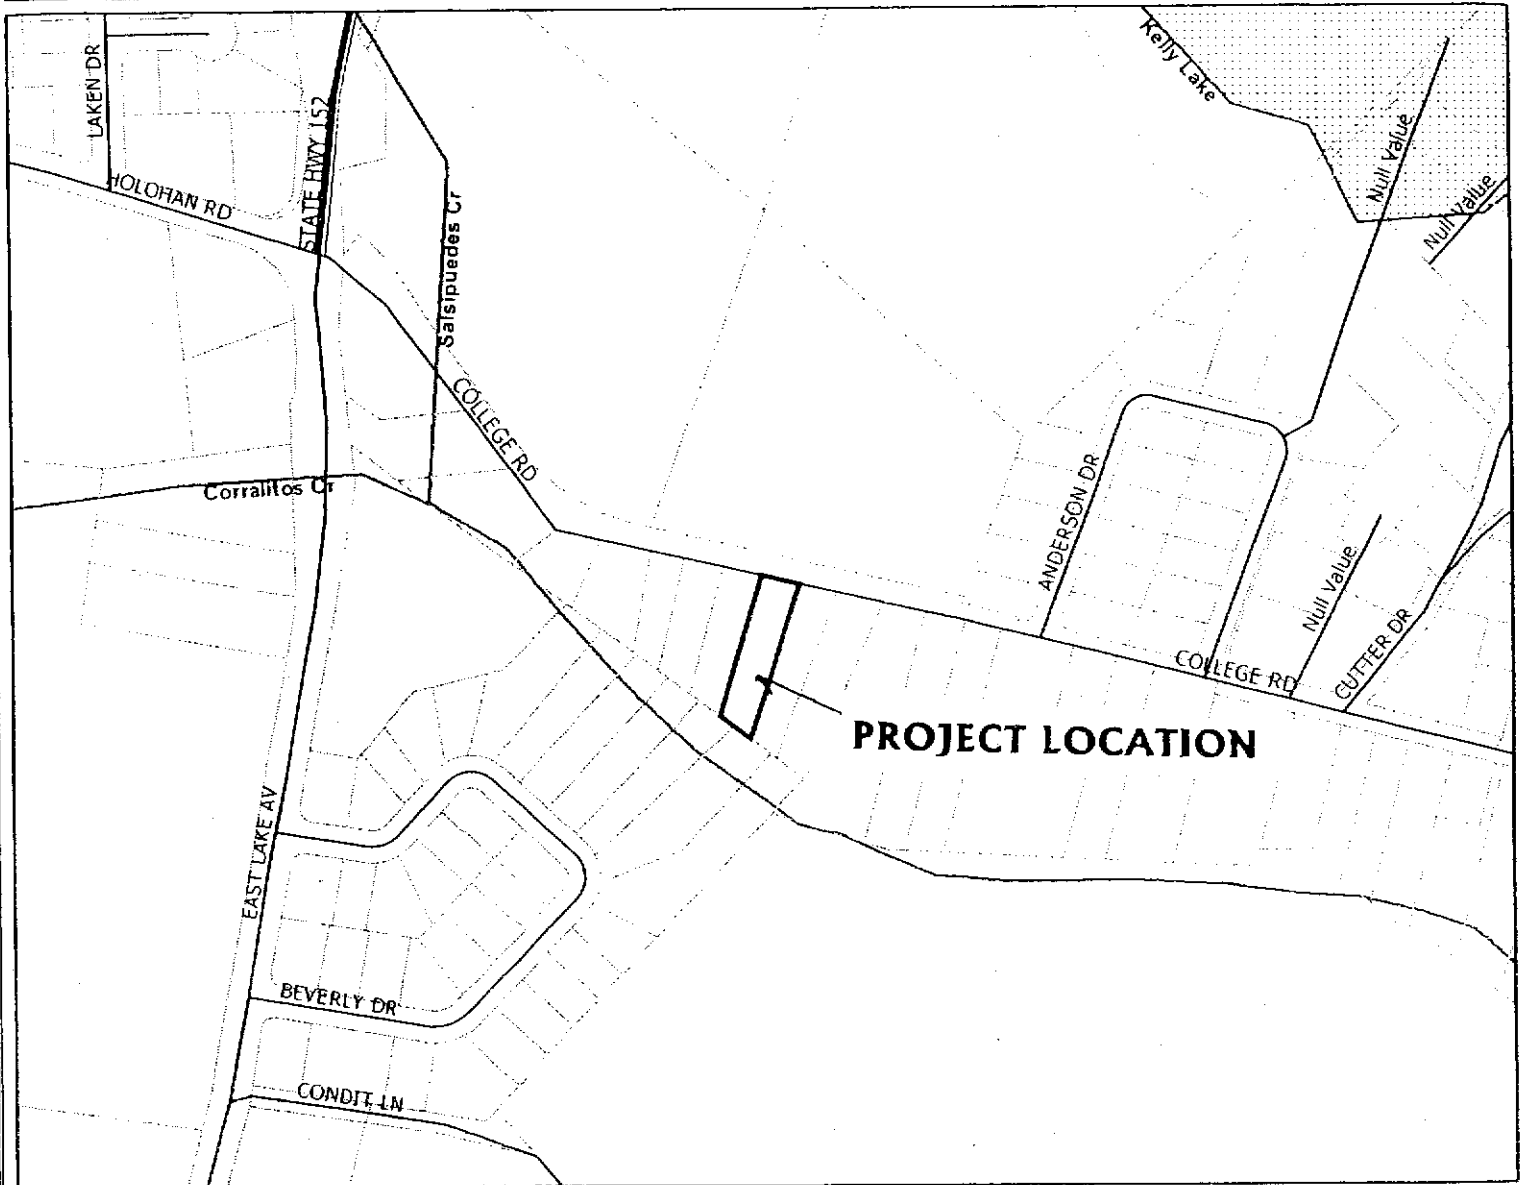 Kelly Lake
LAKEN DR
STATE HWY 152
Null Value
HOLOHAN RD
Null Value
Salsipuedes Cr
COLLEGE RD
Corralitos Cr
ANDERSON DR
Null Value
CUTTER DR
COLLEGE RD
PROJECT LOCATION
EAST LAKE AV
BEVERLY DR
CONDIT LN